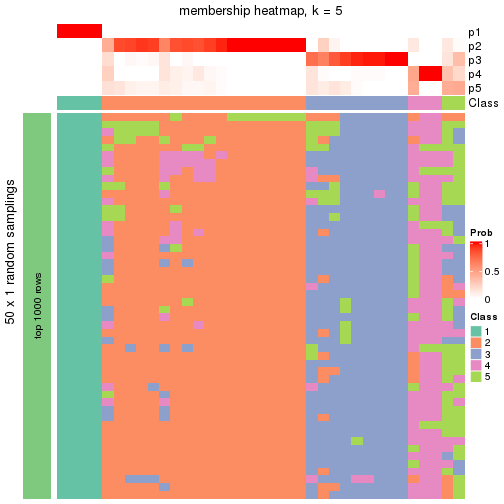 membership heatmap, k = 5
p1
p2
p3
p4
p5
Class
50 x 1 random samplings
top 1000 rows
Prob
1
0.5
0
Class
1
2
3
4
5